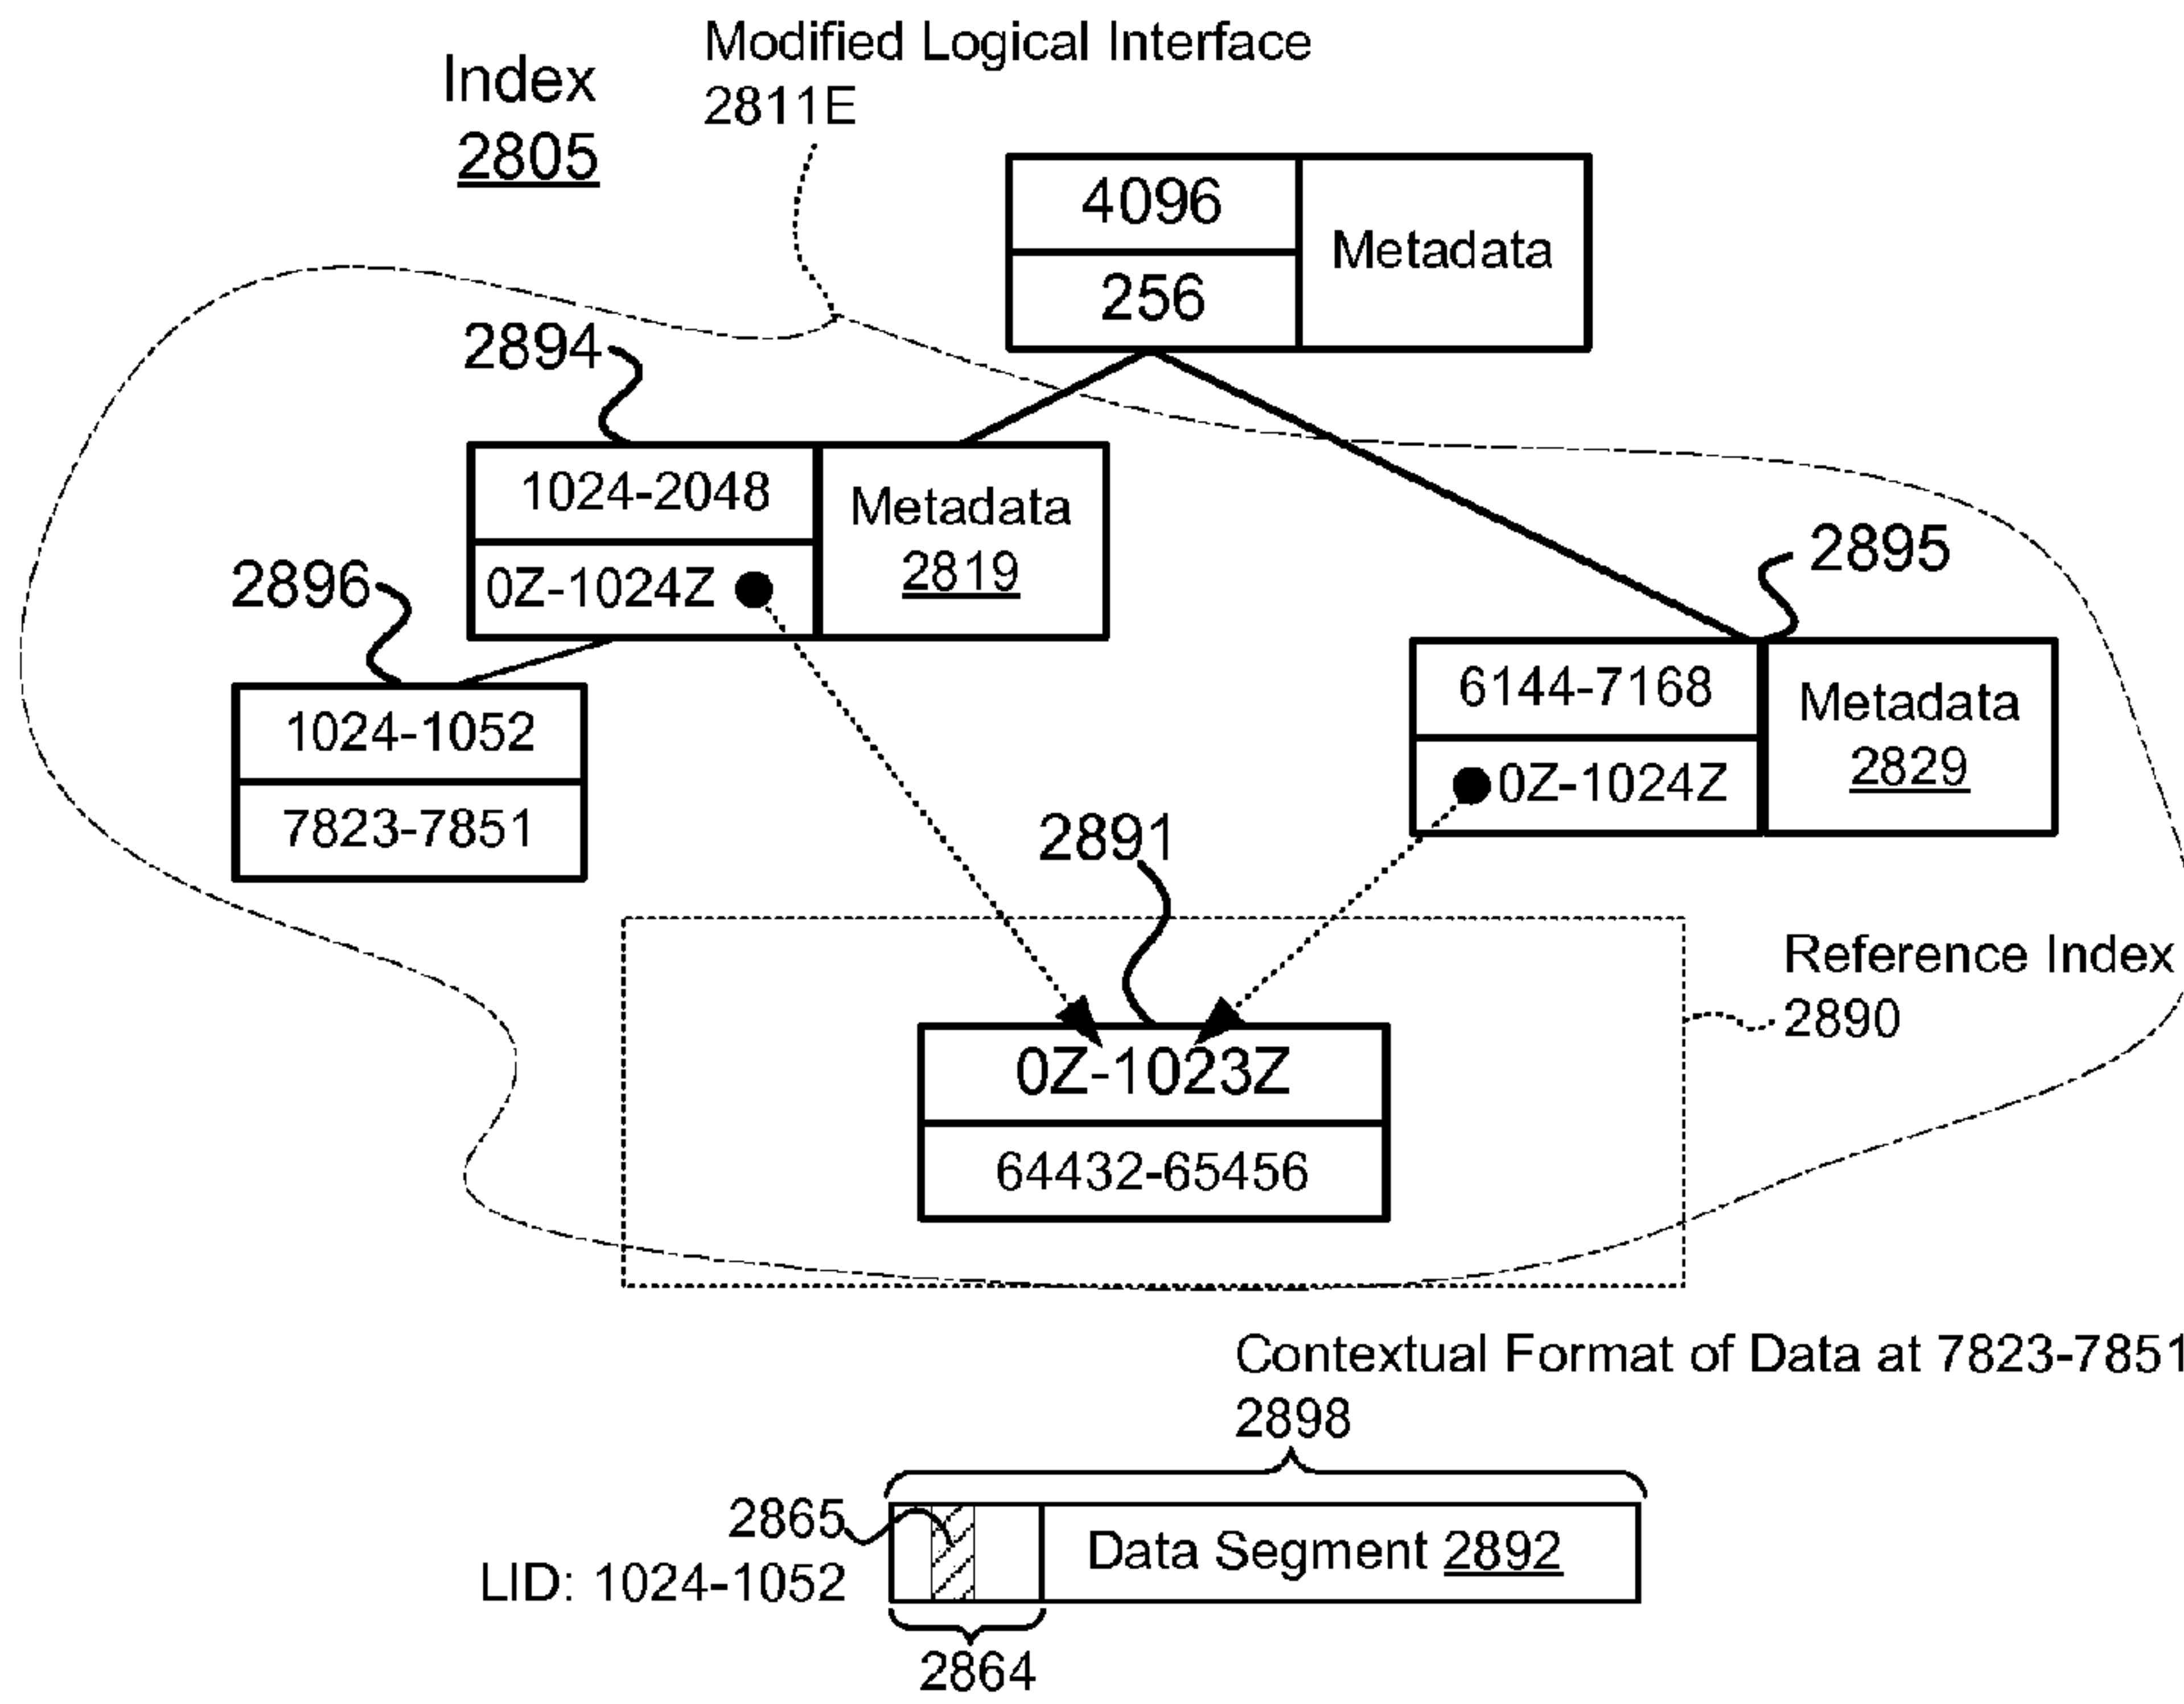 Modified Logical Interface
2811E
Index
2805
4096
Metadata
256
2894
1024-2048
Metadata
2819
0Z-1024Z
2896
2895
1024-1052
7823-7851
6144-7168
Metadata
2829
0Z-1024Z
2891
Reference Index
2890
0Z-1023Z
64432-65456
Contextual Format of Data at 7823-7851
2898
2865
LID: 1024-1052
Data Segment 2892
2864